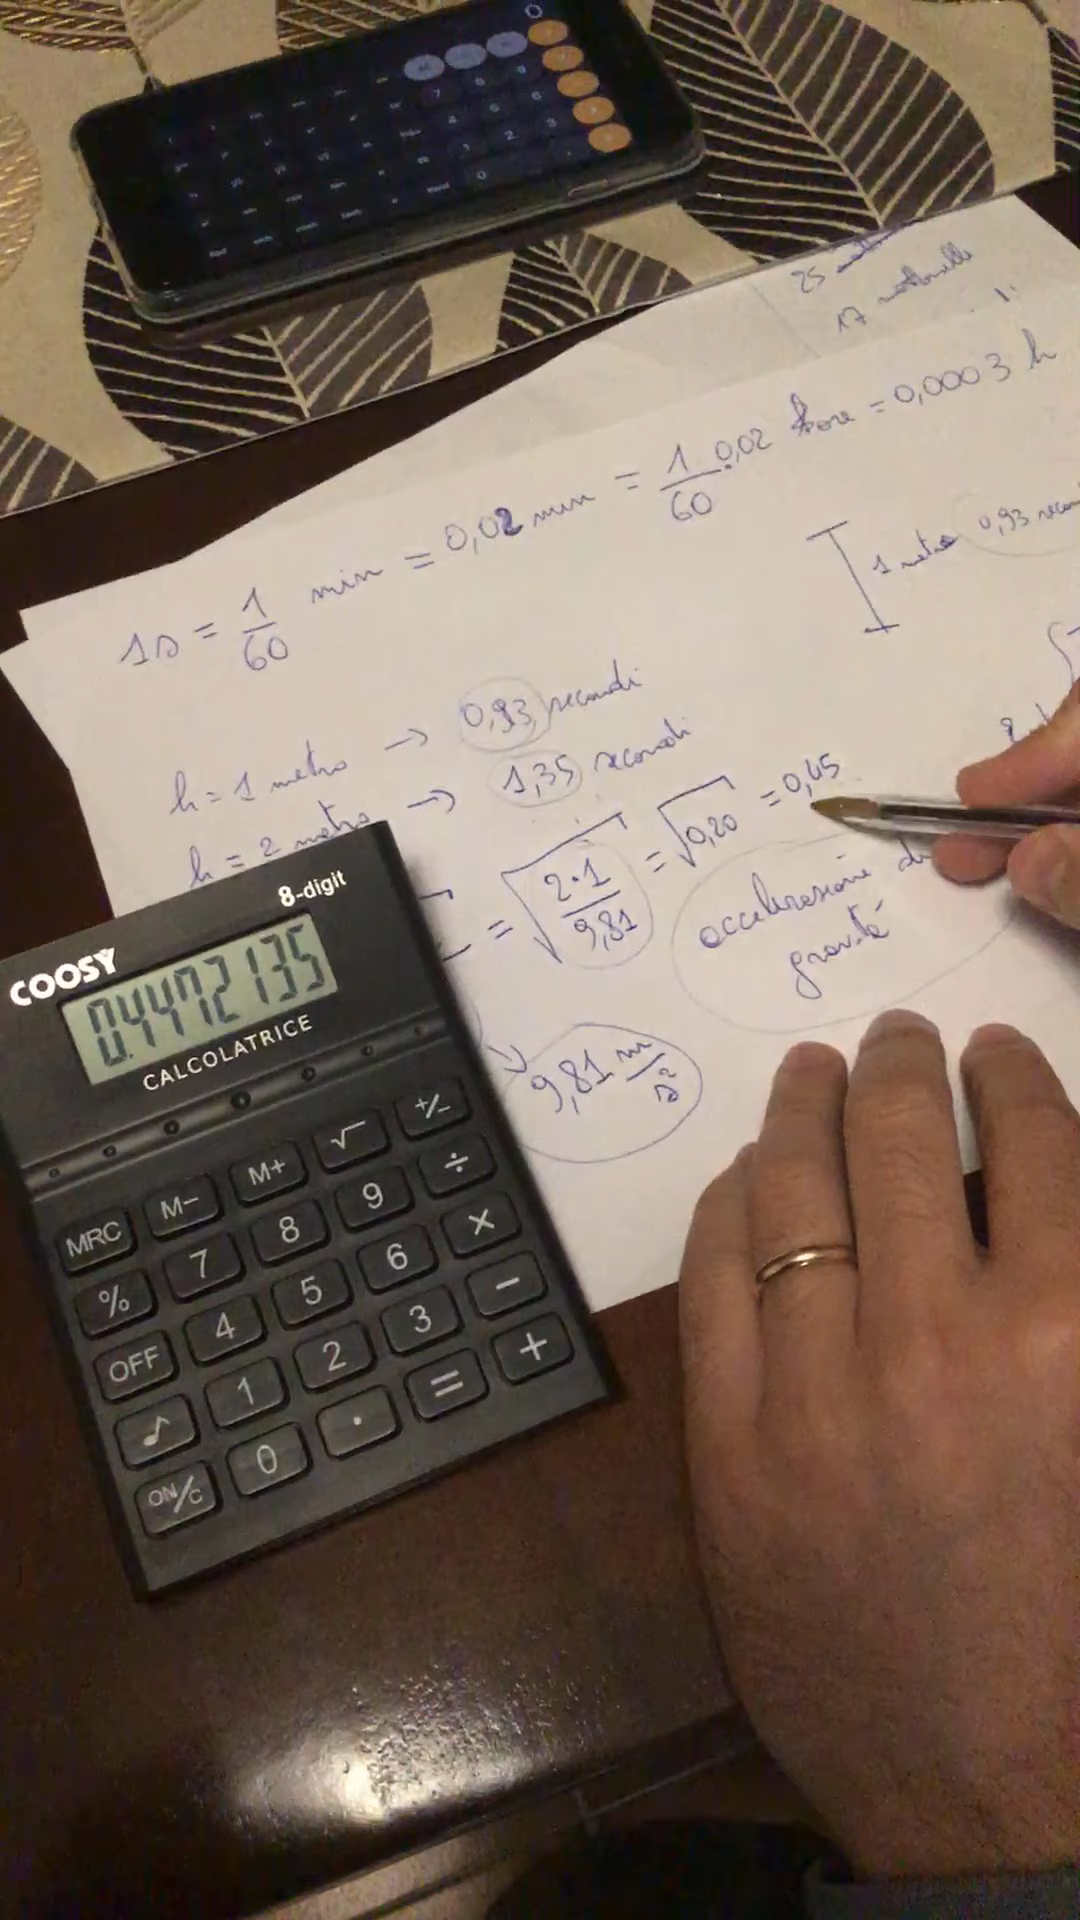 25
17
1s = 1/60 min = 0,02 min = 1/60 · 0,02 ore = 0,0003 h
1 metro 0,93
h = 1 metro → 0,93 secondi
h = 2 metro → 1,35 secondi
= √(2·1/9,81) = √0,20 = 0,45
accelerazione di
gravità
9,81 m/s²
COOSY
8-digit
0.4472135
CALCOLATRICE
MRC M− M+ √ +/−
% 7 8 9 ÷
OFF 4 5 6 ×
♪ 1 2 3 −
ON/C 0 . = +